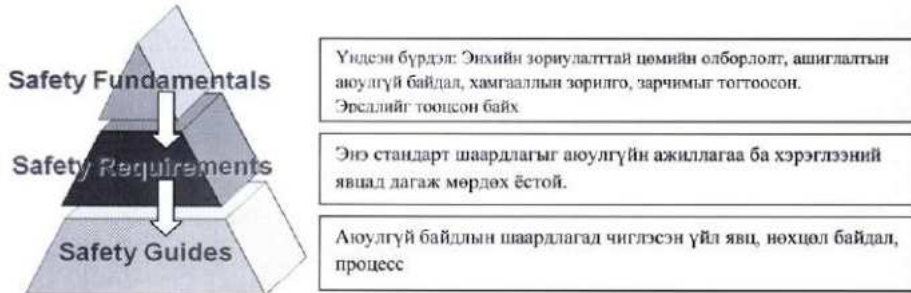 Safety Fundamentals
Үндсэн бүрдэл: Энхийн зориулалттай цөмийн олборлолт, ашиглалтын
аюулгүй байдал, хамгааллын зорилго, зарчимыг тогтоосон.
Эрсдлийг тооцсон байх
Safety Requirements
Энэ стандарт шаардлагыг аюулгүйн ажиллагаа ба хэрэглээний
явцад дагаж мөрдөх ёстой.
Safety Guides
Аюулгүй байдлын шаардлагад чиглэсэн үйл явц, нөхцөл байдал,
процесс